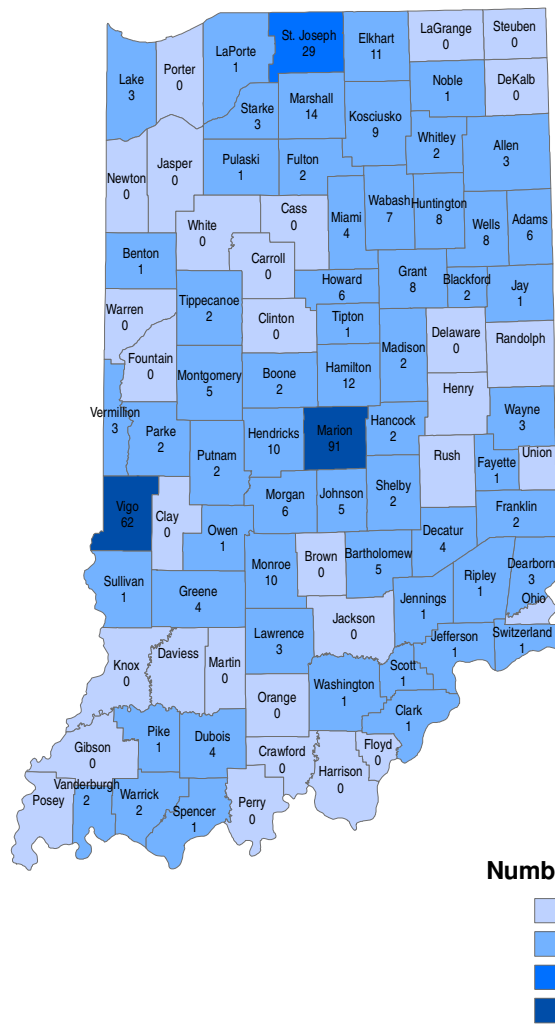 LaGrange
0
Steuben
0
St. Joseph
29
Elkhart
11
LaPorte
1
Porter
0
Lake
3
Noble
1
DeKalb
0
Marshall
14
Starke
3
Kosciusko
9
Whitley
2
Allen
3
Pulaski
1
Fulton
2
Jasper
0
Newton
0
Wabash
7
Huntington
8
Miami
4
Cass
0
White
0
Wells
8
Adams
6
Benton
1
Carroll
0
Howard
6
Grant
8
Blackford
2
Jay
1
Tippecanoe
2
Warren
0
Clinton
0
Tipton
1
Delaware
0
Randolph
Madison
2
Fountain
0
Montgomery
5
Boone
2
Hamilton
12
Henry
Vermillion
3
Parke
2
Hendricks
10
Marion
91
Hancock
2
Wayne
3
Putnam
2
Rush
Fayette
1
Union
Shelby
2
Morgan
6
Johnson
5
Vigo
62
Clay
0
Owen
1
Franklin
2
Decatur
4
Monroe
10
Brown
0
Bartholomew
5
Dearborn
3
Ripley
1
Sullivan
1
Greene
4
Jennings
1
Ohio
Jackson
0
Lawrence
3
Jefferson
1
Switzerland
1
Knox
0
Daviess
Martin
0
Scott
1
Washington
1
Orange
0
Clark
1
Pike
1
Dubois
4
Gibson
0
Crawford
0
Floyd
0
Harrison
0
Vanderburgh
2
Posey
Warrick
2
Spencer
1
Perry
0
Numb